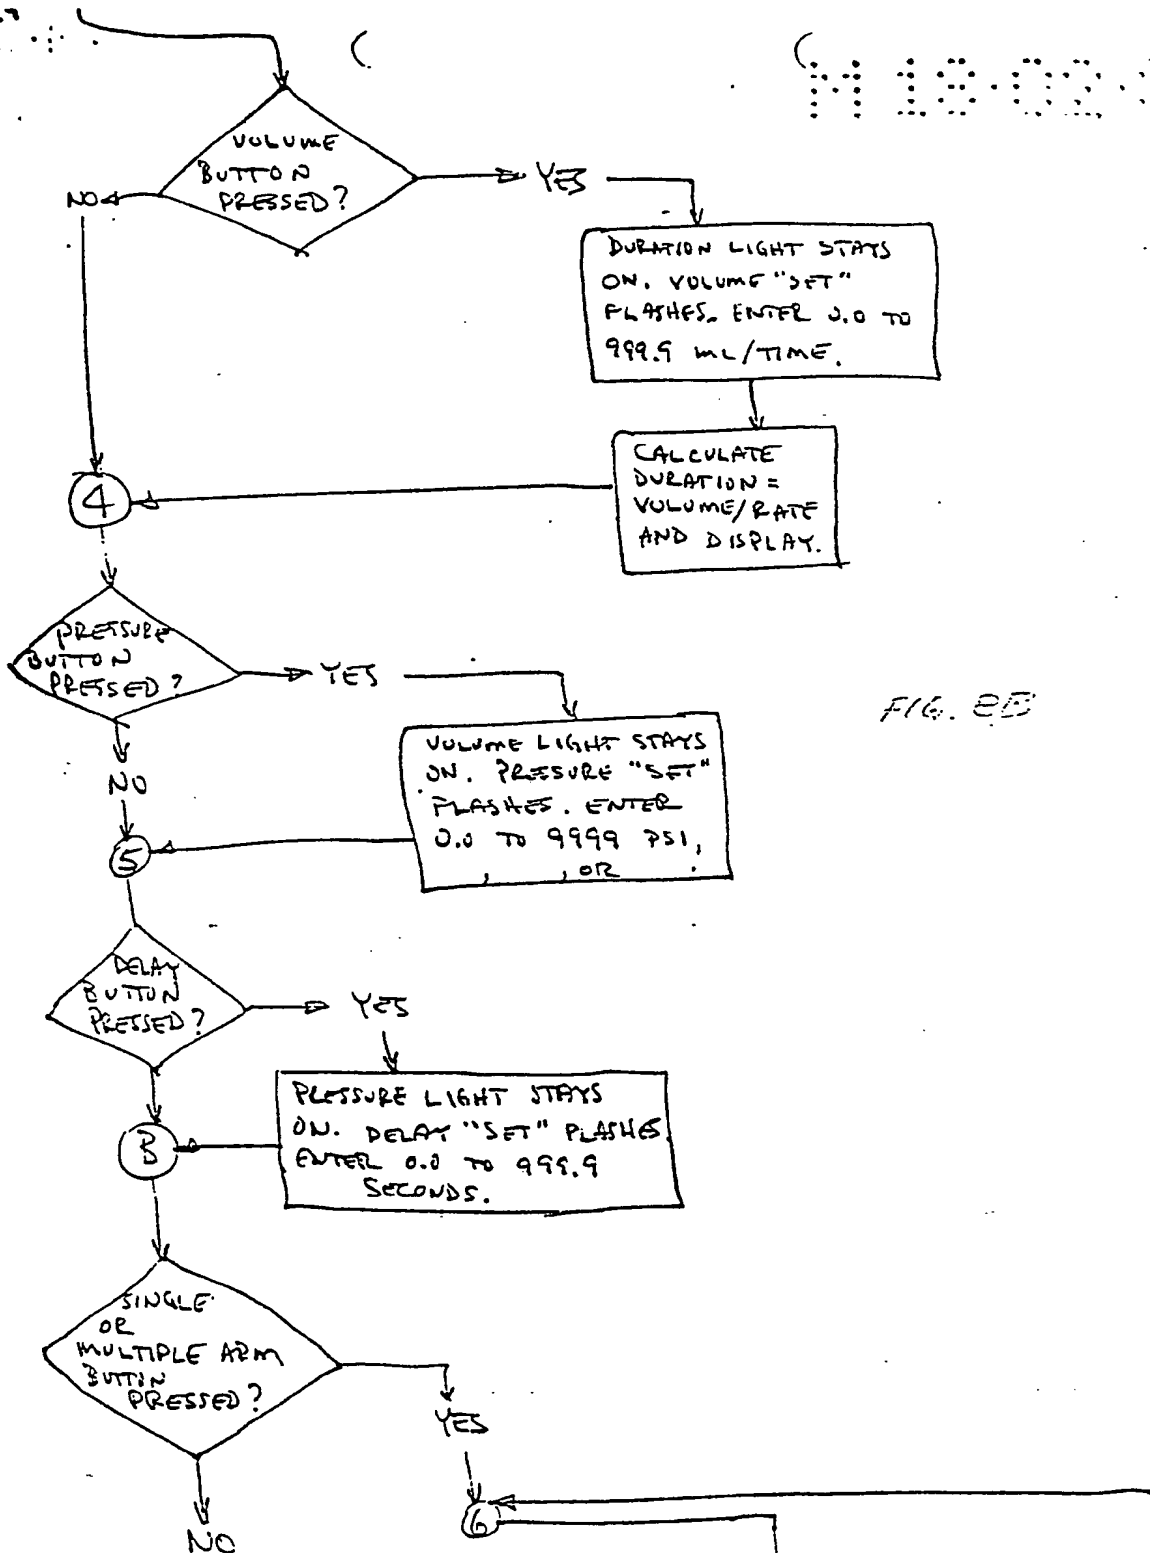 M 18·02·
VOLUME
BUTTON
PRESSED?
NO
YES
DURATION LIGHT STAYS
ON. VOLUME "SET"
FLASHES. ENTER 0.0 TO
999.9 mL/TIME.
CALCULATE
DURATION =
VOLUME/RATE
AND DISPLAY.
4
PRESSURE
BUTTON
PRESSED?
YES
FIG. 8B
VOLUME LIGHT STAYS
ON. PRESSURE "SET"
FLASHES. ENTER
0.0 TO 9999 PSI,
, , OR .
NO
5
DELAY
BUTTON
PRESSED?
YES
PRESSURE LIGHT STAYS
ON. DELAY "SET" FLASHES
ENTER 0.0 TO 999.9
SECONDS.
B
SINGLE
OR
MULTIPLE ARM
BUTTON
PRESSED?
YES
6
NO